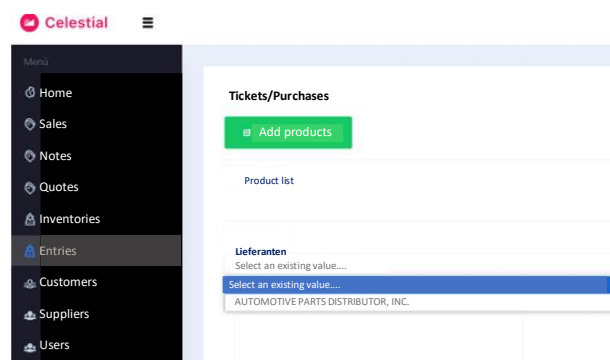 Celestial
Menú
Home
Sales
Notes
Quotes
Inventories
Entries
Customers
Suppliers
Users
Tickets/Purchases
Add products
Product list
Lieferanten
Select an existing value....
Select an existing value....
AUTOMOTIVE PARTS DISTRIBUTOR, INC.